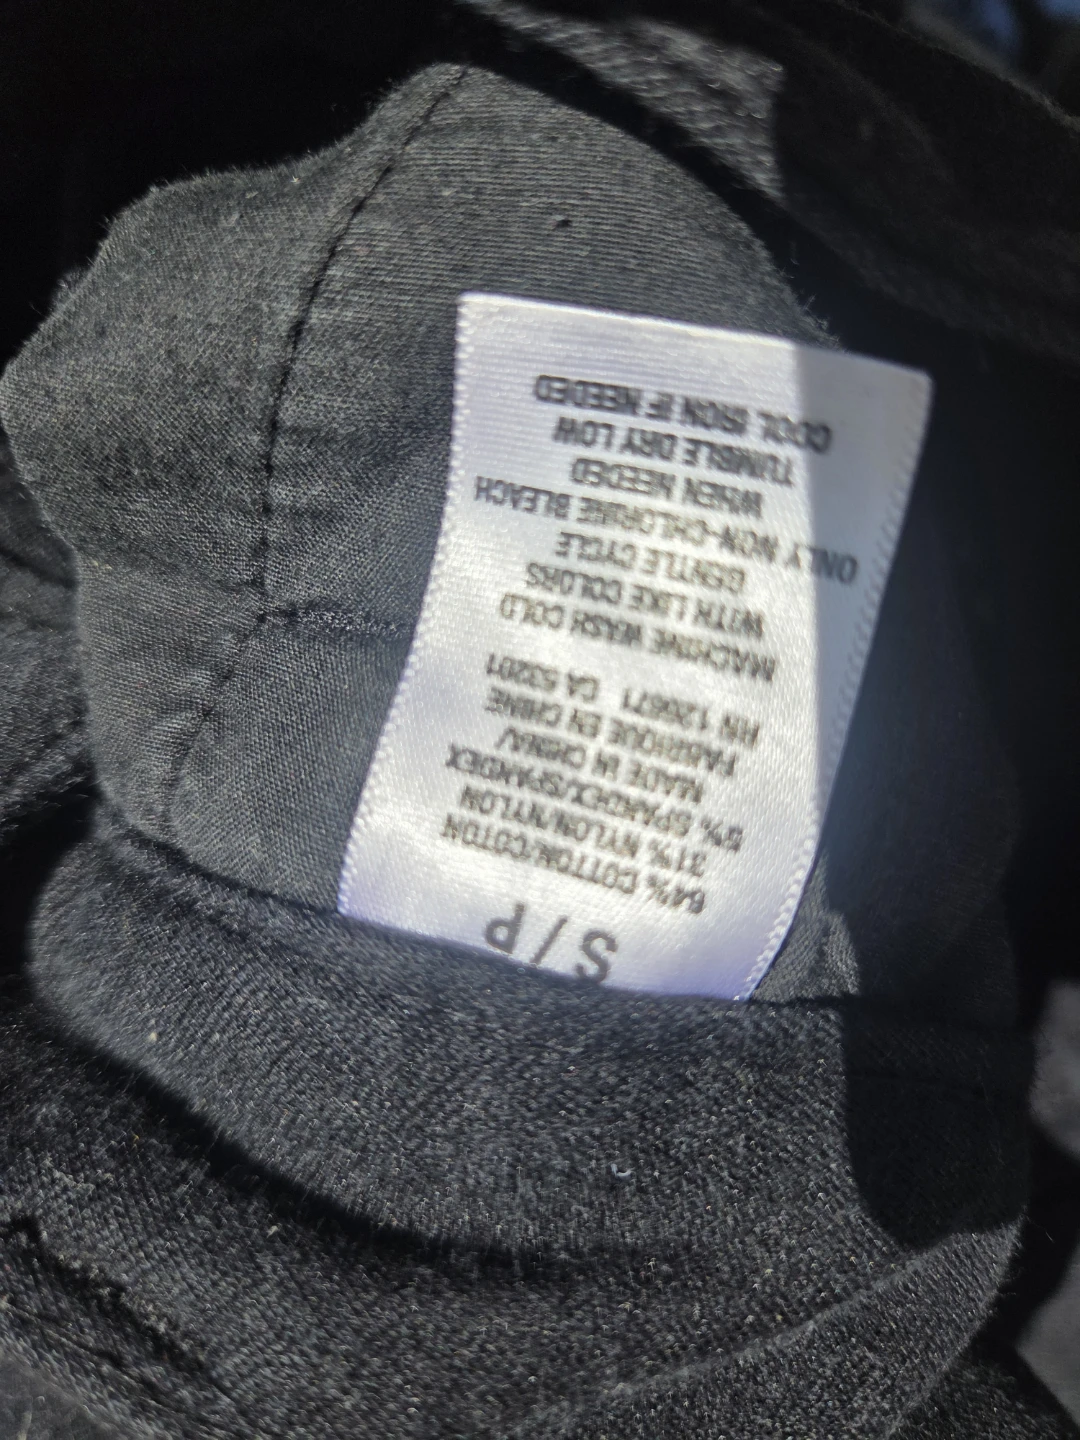 S/P
64% COTTON/COTON
31% NYLON/NYLON
5% SPANDEX/SPANDEX
MADE IN CHINA/
FABRIQUE EN CHINE
RN 126671 CA 53201
MACHINE WASH COLD
WITH LIKE COLORS
GENTLE CYCLE
ONLY NON-CHLORINE BLEACH
WHEN NEEDED
TUMBLE DRY LOW
COOL IRON IF NEEDED